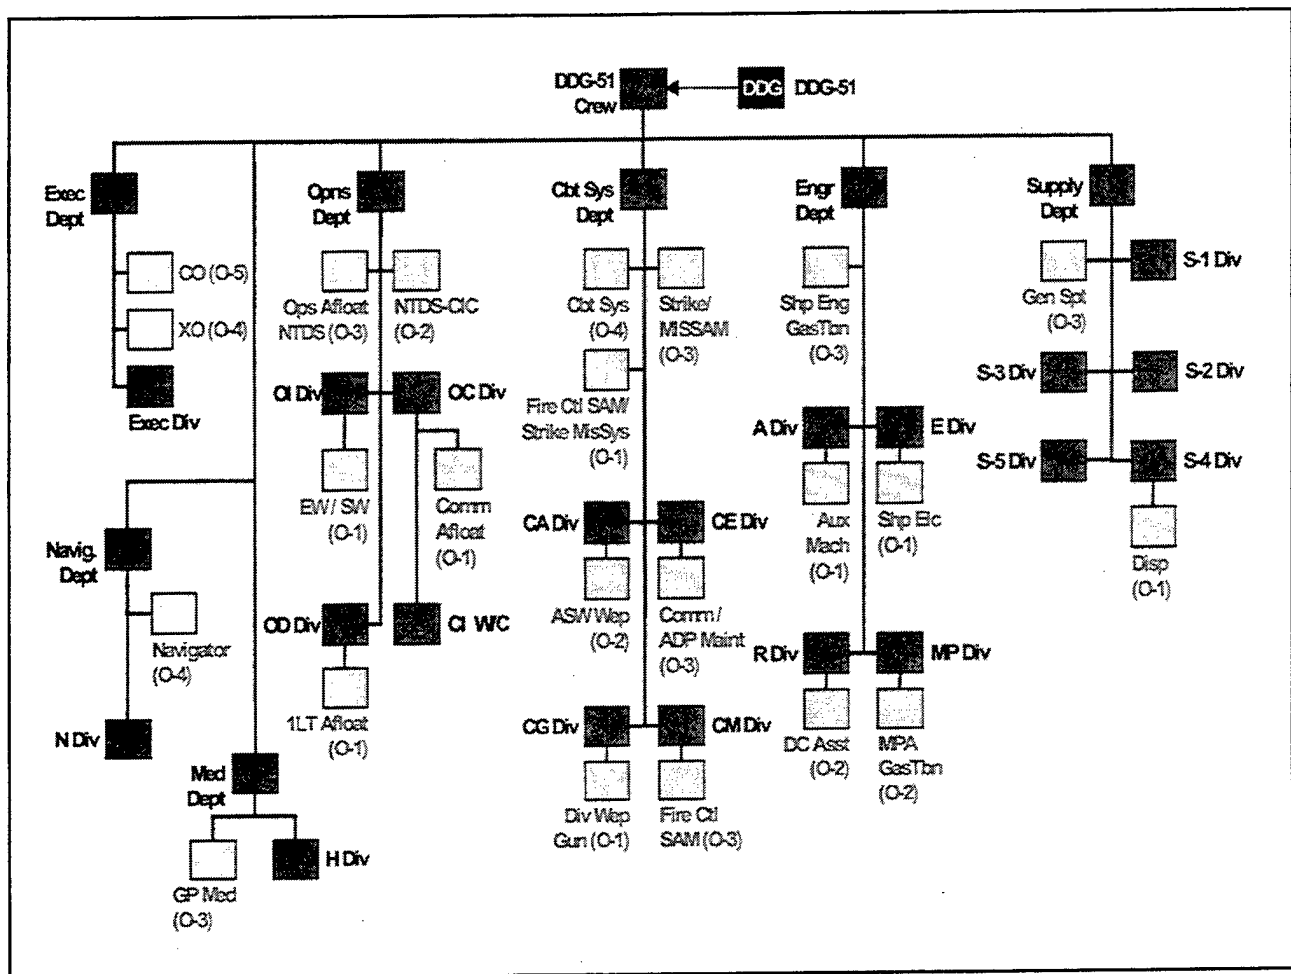 DDG-51
Crew
DDG
DDG-51
Exec
Dept
CO (O-5)
XO (O-4)
Exec Div
Navig.
Dept
Navigator
(O-4)
N Div
Med
Dept
GP Med
(O-3)
H Div
Opns
Dept
Ops Afloat
NTDS (O-3)
NTDS-CIC
(O-2)
OI Div
OC Div
EW / SW
(O-1)
Comm
Afloat
(O-1)
OD Div
CI W/C
1LT Afloat
(O-1)
Cbt Sys
Dept
Cbt Sys
(O-4)
Strike/
MISSAM
(O-3)
Fire Ctl SAM/
Strike MisSys
(O-1)
CA Div
CE Div
ASW Wep
(O-2)
Comm /
ADP Maint
(O-3)
CG Div
CM Div
Div Wep
Gun (O-1)
Fire Ctl
SAM (O-3)
Engr
Dept
Shp Eng
GasTbn
(O-3)
A Div
E Div
Aux
Mach
(O-1)
Shp Elc
(O-1)
R Div
MP Div
DC Asst
(O-2)
MPA
GasTbn
(O-2)
Supply
Dept
Gen Spt
(O-3)
S-1 Div
S-3 Div
S-2 Div
S-5 Div
S-4 Div
Disp
(O-1)